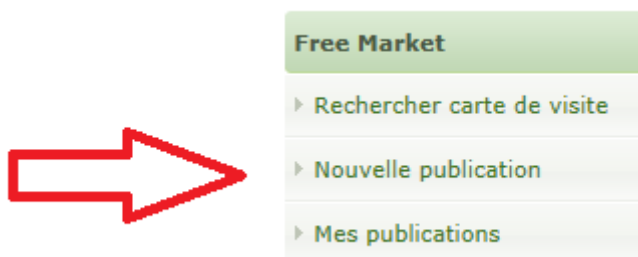 Free Market
Rechercher carte de visite
Nouvelle publication
Mes publications